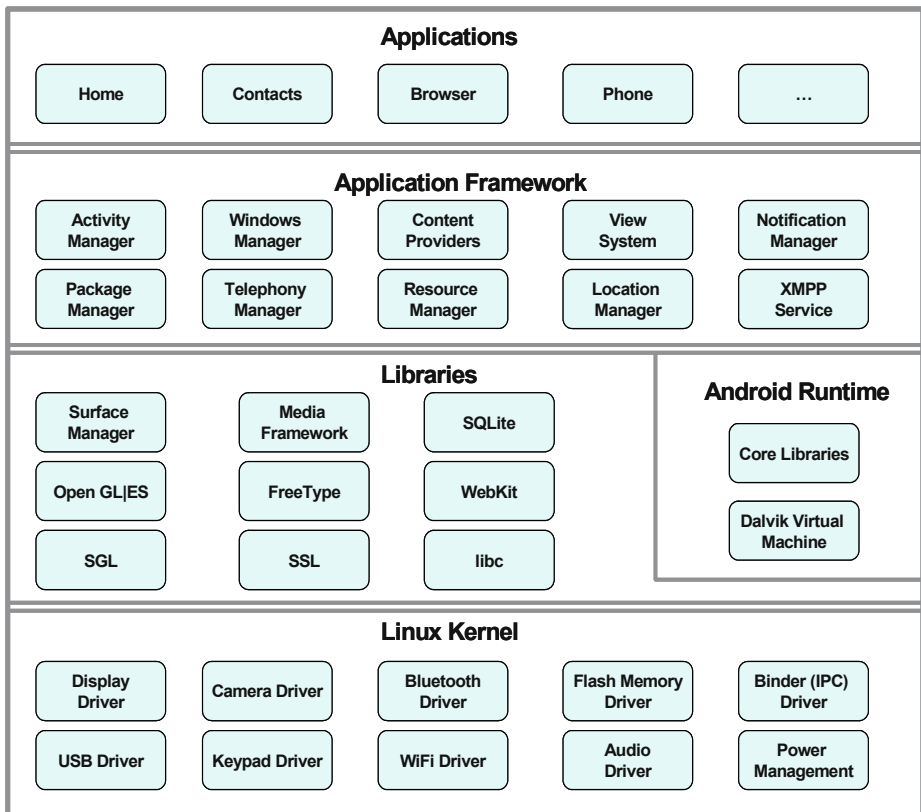 Applications
Home
Contacts
Browser
Phone
...
Application Framework
Activity
Manager
Windows
Manager
Content
Providers
View
System
Notification
Manager
Package
Manager
Telephony
Manager
Resource
Manager
Location
Manager
XMPP
Service
Libraries
Surface
Manager
Media
Framework
SQLite
Open GL|ES
FreeType
WebKit
SGL
SSL
libc
Android Runtime
Core Libraries
Dalvik Virtual
Machine
Linux Kernel
Display
Driver
Camera Driver
Bluetooth
Driver
Flash Memory
Driver
Binder (IPC)
Driver
USB Driver
Keypad Driver
WiFi Driver
Audio
Driver
Power
Management